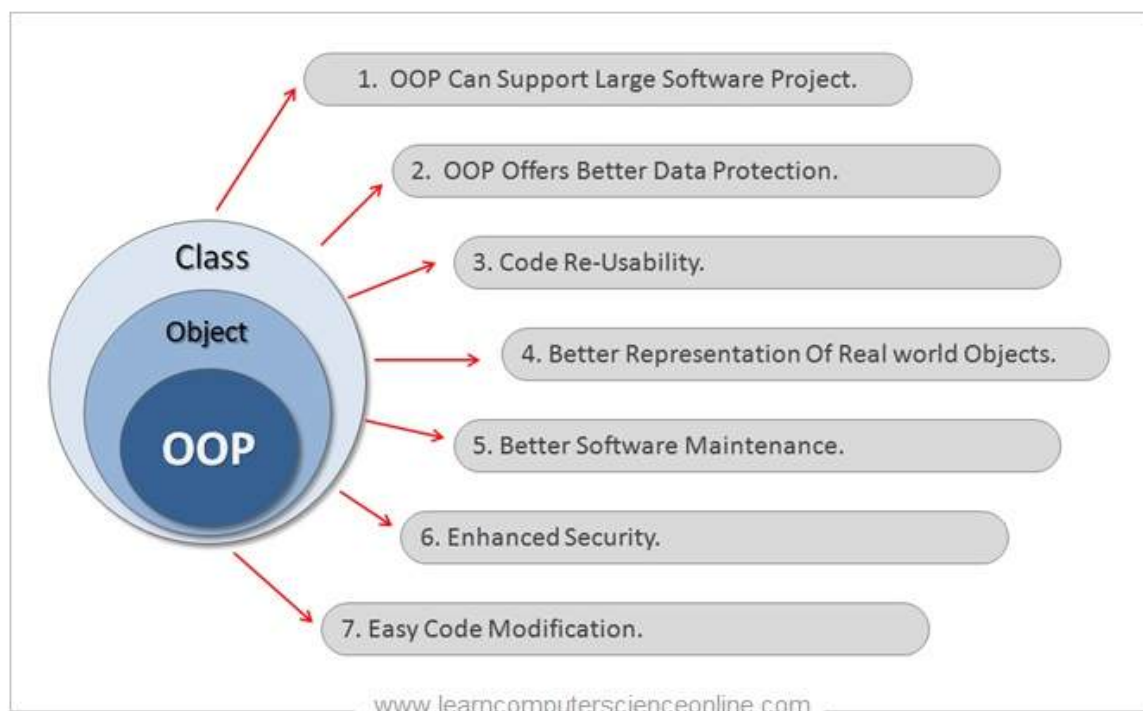 1. OOP Can Support Large Software Project.
2. OOP Offers Better Data Protection.
Class
3. Code Re-Usability.
Object
4. Better Representation Of Real world Objects.
OOP
5. Better Software Maintenance.
6. Enhanced Security.
7. Easy Code Modification.
www.learncomputerscienceonline.com